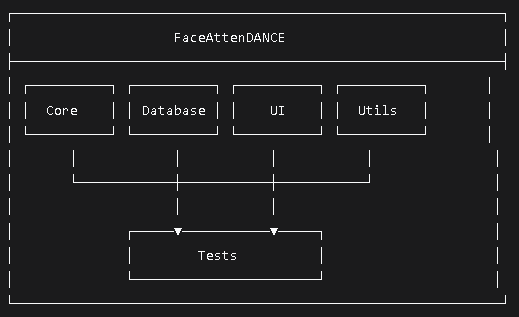 FaceAttenDANCE
Core Database UI Utils
Tests